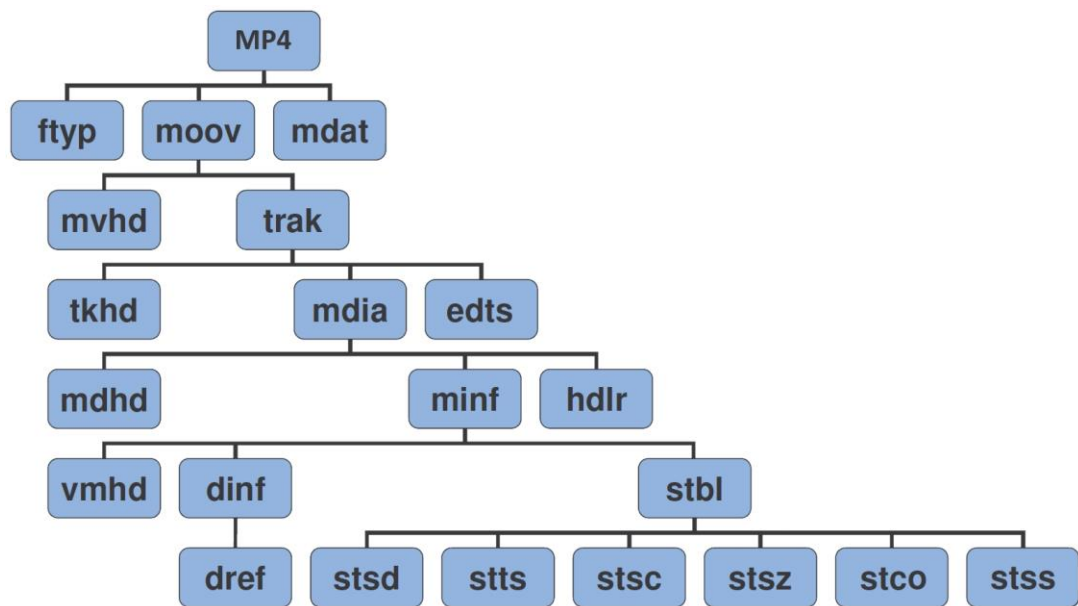 MP4
ftyp moov mdat
mvhd trak
tkhd mdia edts
mdhd minf hdlr
vmhd dinf stbl
dref stsd stts stsc stsz stco stss